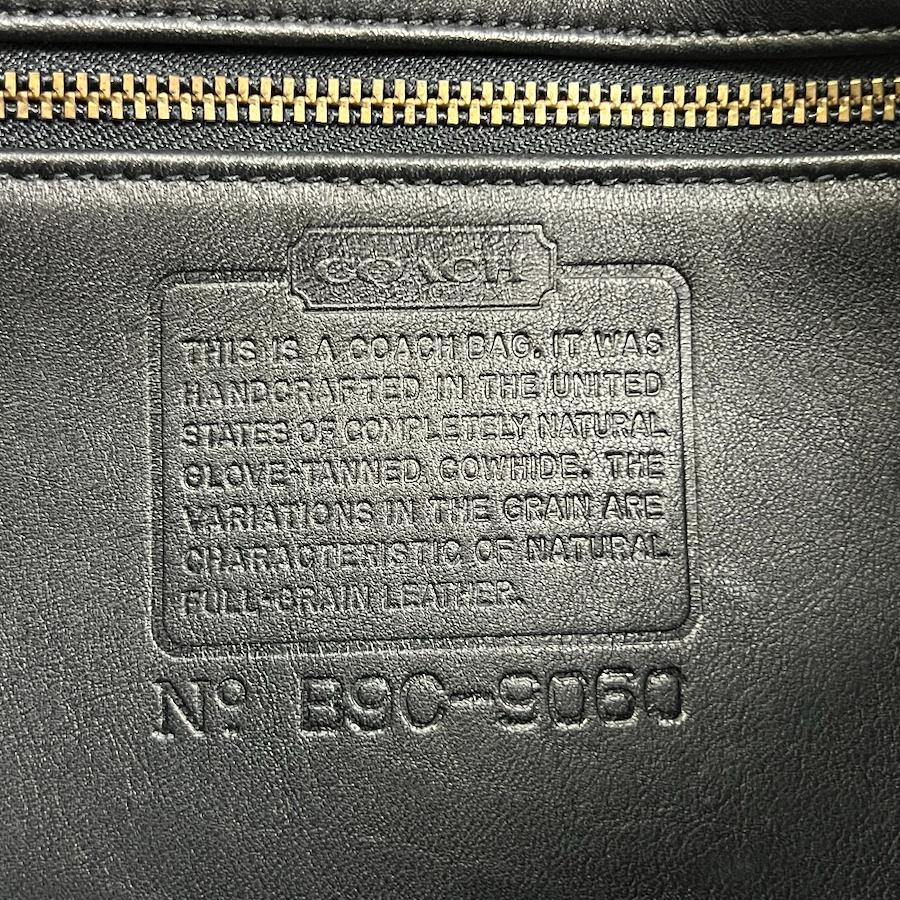 COACH
THIS IS A COACH BAG. IT WAS
HANDCRAFTED IN THE UNITED
STATES OF COMPLETELY NATURAL
GLOVE-TANNED COWHIDE. THE
VARIATIONS IN THE GRAIN ARE
CHARACTERISTIC OF NATURAL
FULL-GRAIN LEATHER.
Nº B9C-9060